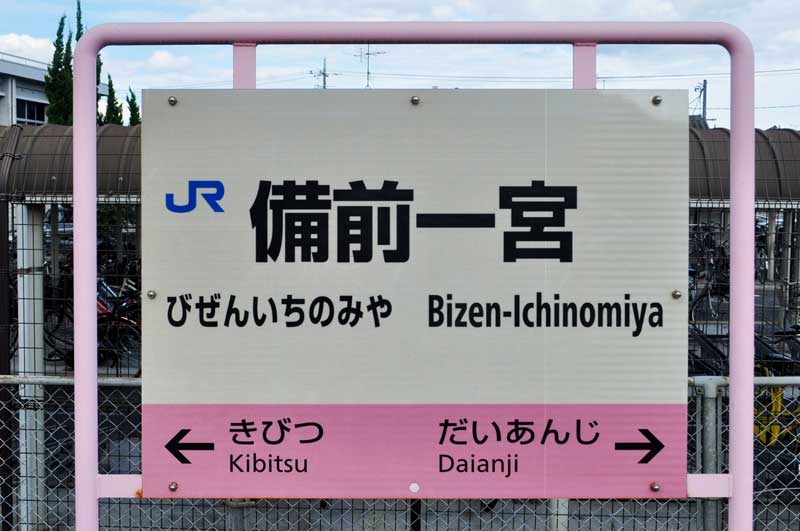 JR 備前一宮
びぜんいちのみや Bizen-Ichinomiya
← きびつ だいあんじ →
Kibitsu Daianji